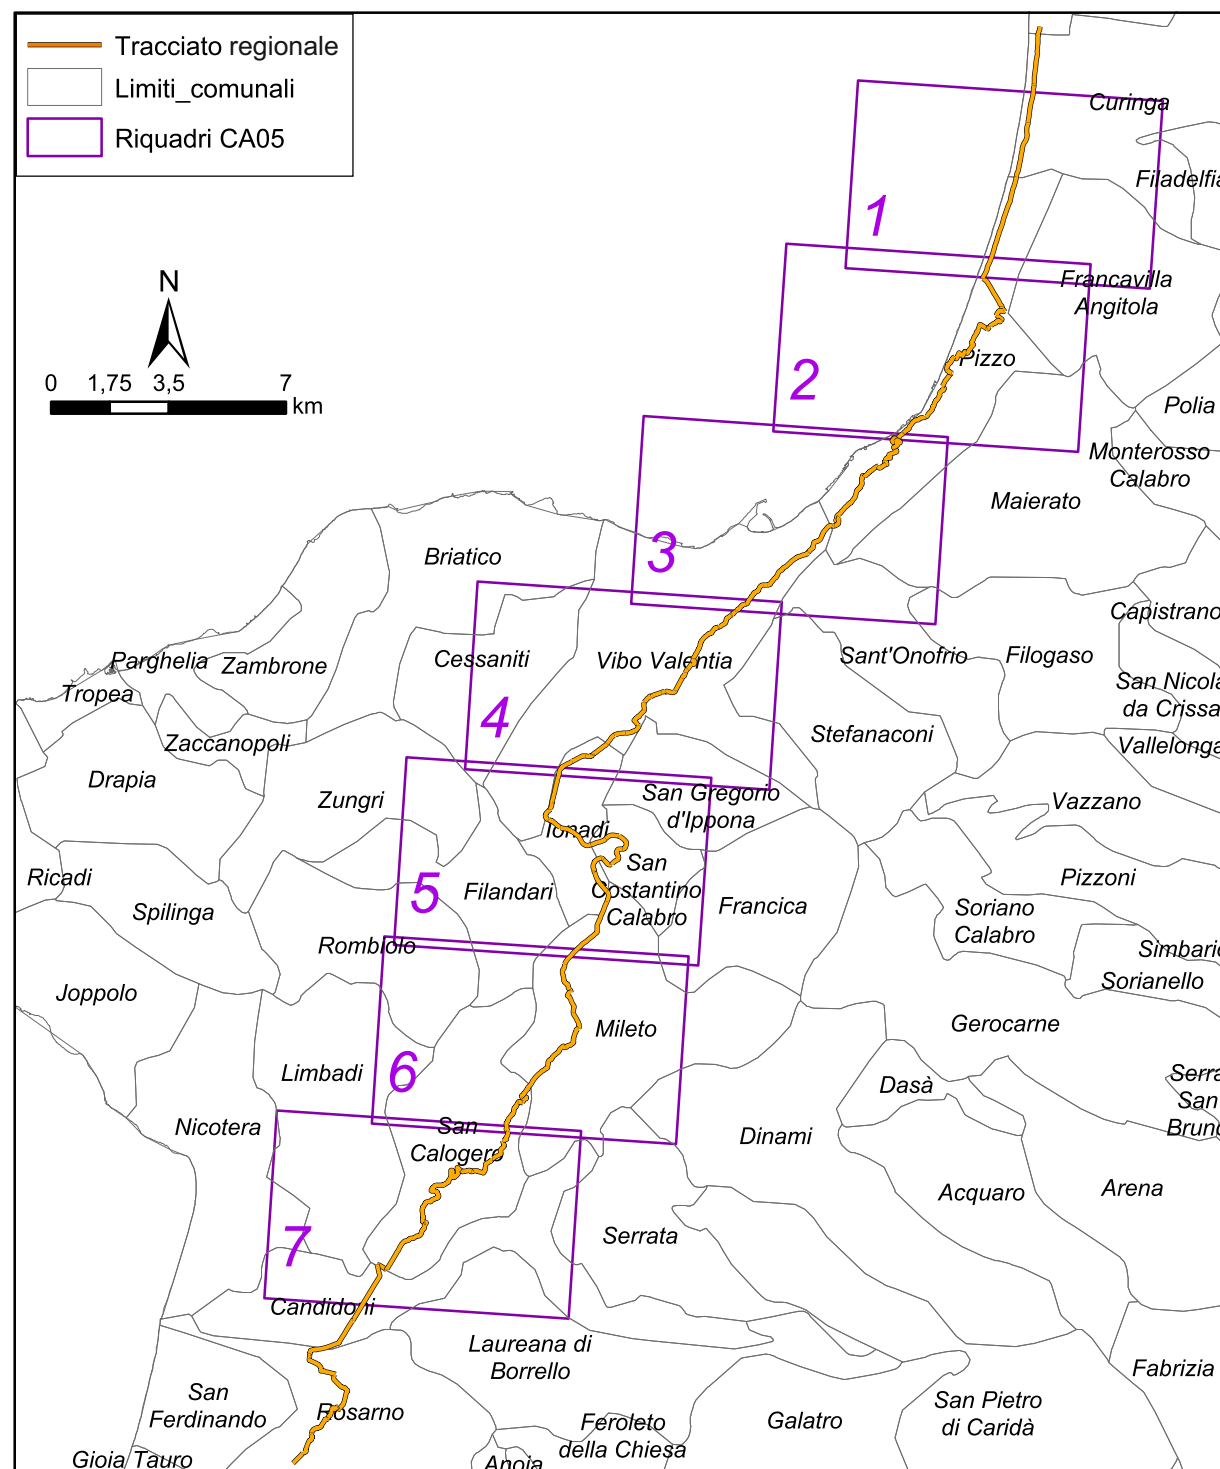 Tracciato regionale
Limiti_comunali
Riquadri CA05
N
0 1,75 3,5 7
km
Curinga
Filadelfia
1
Francavilla
Angitola
Pizzo
2
Polia
Monterosso
Calabro
Maierato
Briatico
3
Capistrano
Parghelia
Zambrone
Cessaniti
Vibo Valentia
Sant'Onofrio
Filogaso
Tropea
San Nicola
da Crissa
4
Zaccanopoli
Stefanaconi
Vallelonga
Drapia
Zungri
San Gregorio
d'Ippona
Vazzano
Ionadi
Ricadi
5
Filandari
San
Costantino
Calabro
Francica
Pizzoni
Spilinga
Soriano
Calabro
Rombiolo
Simbario
Joppolo
Sorianello
Mileto
Gerocarne
6
Limbadi
Dasà
Serra
San
Bruno
Nicotera
San
Calogero
Dinami
Acquaro
Arena
7
Serrata
Candidoni
Laureana di
Borrello
Fabrizia
San
Ferdinando
Rosarno
Feroleto
della Chiesa
Galatro
San Pietro
di Caridà
Gioia Tauro
Anoia